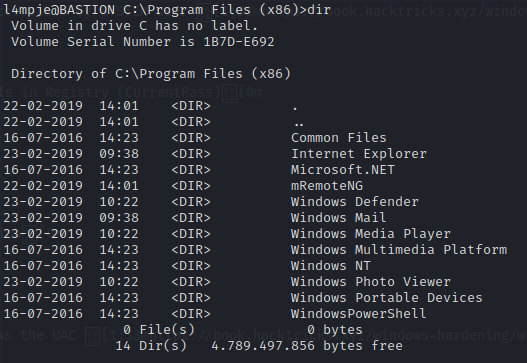 l4mpje@BASTION C:\Program Files (x86)>dir
 Volume in drive C has no label.
 Volume Serial Number is 1B7D-E692

 Directory of C:\Program Files (x86)

22-02-2019  14:01    <DIR>          .
22-02-2019  14:01    <DIR>          ..
16-07-2016  14:23    <DIR>          Common Files
23-02-2019  09:38    <DIR>          Internet Explorer
16-07-2016  14:23    <DIR>          Microsoft.NET
22-02-2019  14:01    <DIR>          mRemoteNG
23-02-2019  10:22    <DIR>          Windows Defender
23-02-2019  09:38    <DIR>          Windows Mail
23-02-2019  10:22    <DIR>          Windows Media Player
16-07-2016  14:23    <DIR>          Windows Multimedia Platform
16-07-2016  14:23    <DIR>          Windows NT
23-02-2019  10:22    <DIR>          Windows Photo Viewer
16-07-2016  14:23    <DIR>          Windows Portable Devices
16-07-2016  14:23    <DIR>          WindowsPowerShell
               0 File(s)              0 bytes
              14 Dir(s)   4.789.497.856 bytes free